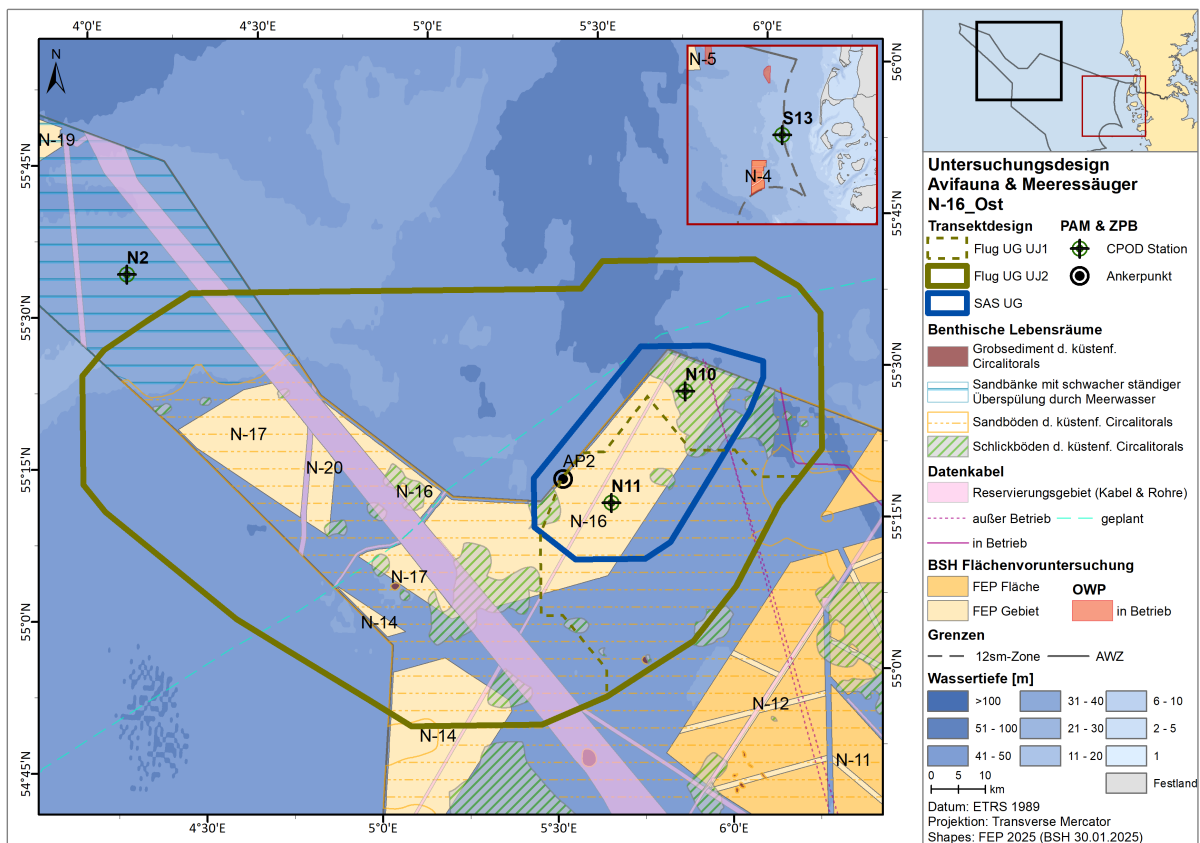 4°0'E
4°30'E
5°0'E
5°30'E
6°0'E
N
N-5
S13
N-4
56°0'N
55°45'N
N-19
55°45'N
N2
55°30'N
N10
55°30'N
N-17
N-20
N-16
AP2
N11
N-16
55°15'N
55°15'N
N-17
N-14
55°0'N
55°0'N
N-12
N-14
N-11
54°45'N
4°30'E
5°0'E
5°30'E
6°0'E
Untersuchungsdesign
Avifauna & Meeressäuger
N-16_Ost
Transektdesign
PAM & ZPB
Flug UG UJ1
CPOD Station
Flug UG UJ2
Ankerpunkt
SAS UG
Benthische Lebensräume
Grobsediment d. küstenf.
Circalitorals
Sandbänke mit schwacher ständiger
Überspülung durch Meerwasser
Sandböden d. küstenf. Circalitorals
Schlickböden d. küstenf. Circalitorals
Datenkabel
Reservierungsgebiet (Kabel & Rohre)
außer Betrieb
geplant
in Betrieb
BSH Flächenvoruntersuchung
FEP Fläche
OWP
FEP Gebiet
in Betrieb
Grenzen
12sm-Zone
AWZ
Wassertiefe [m]
>100
31 - 40
6 - 10
51 - 100
21 - 30
2 - 5
41 - 50
11 - 20
1
0 5 10
km
Festland
Datum: ETRS 1989
Projektion: Transverse Mercator
Shapes: FEP 2025 (BSH 30.01.2025)